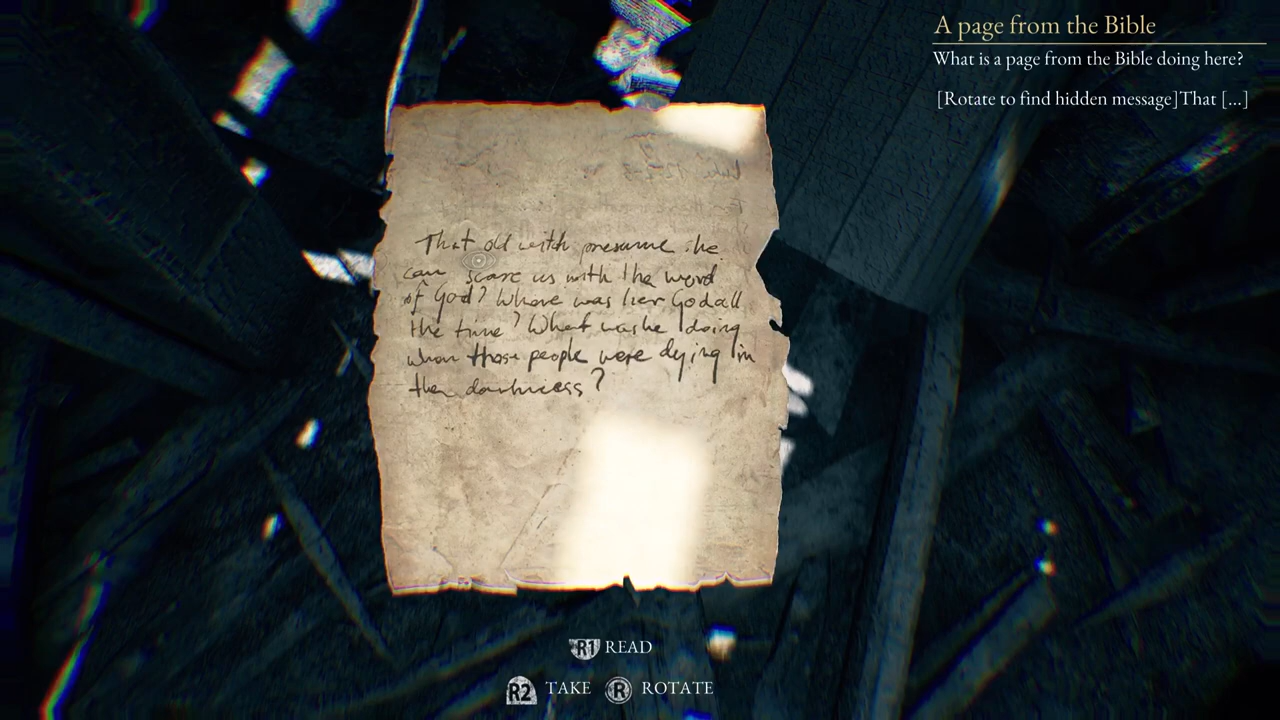 A page from the Bible
What is a page from the Bible doing here?
[Rotate to find hidden message]That [...]
That old witch presume she
can scare us with the word
of God? Where was her God all
the time? What was he doing
when those people were dying in
the darkness?
R1 READ
R2 TAKE R ROTATE